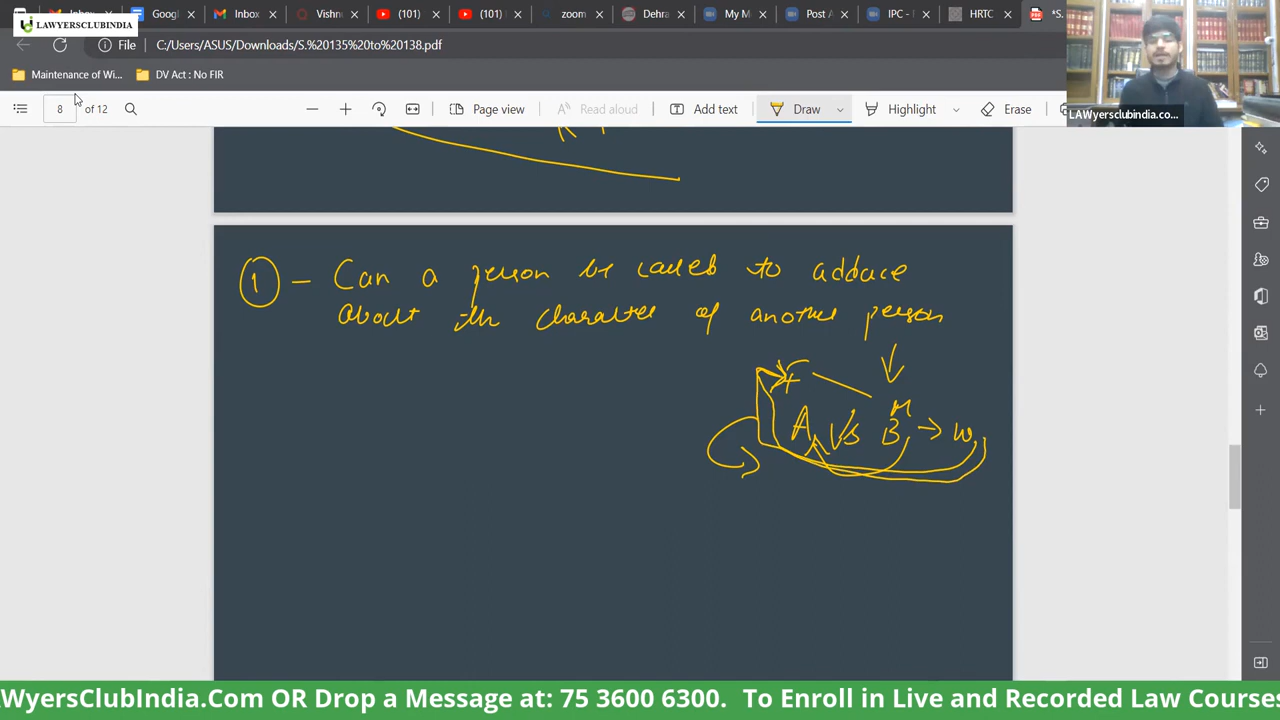 LAWYERSCLUBINDIA
Googl
Inbox
Inbox
Vishn
(101)
(101)
Dehra
Post
IPC -
HRTC
*S.
File
C:/Users/ASUS/Downloads/S.%20135%20to%20138.pdf
Maintenance of Wi...
DV Act : No FIR
8 of 12
Page view
Read aloud
Add text
Draw
Highlight
Erase
LAWyersclubindia.co...
1 - Can a person be called to adduce
about the character of another person
F
M
A V/S B → W
WyersClubIndia.Com OR Drop a Message at: 75 3600 6300. To Enroll in Live and Recorded Law Courses